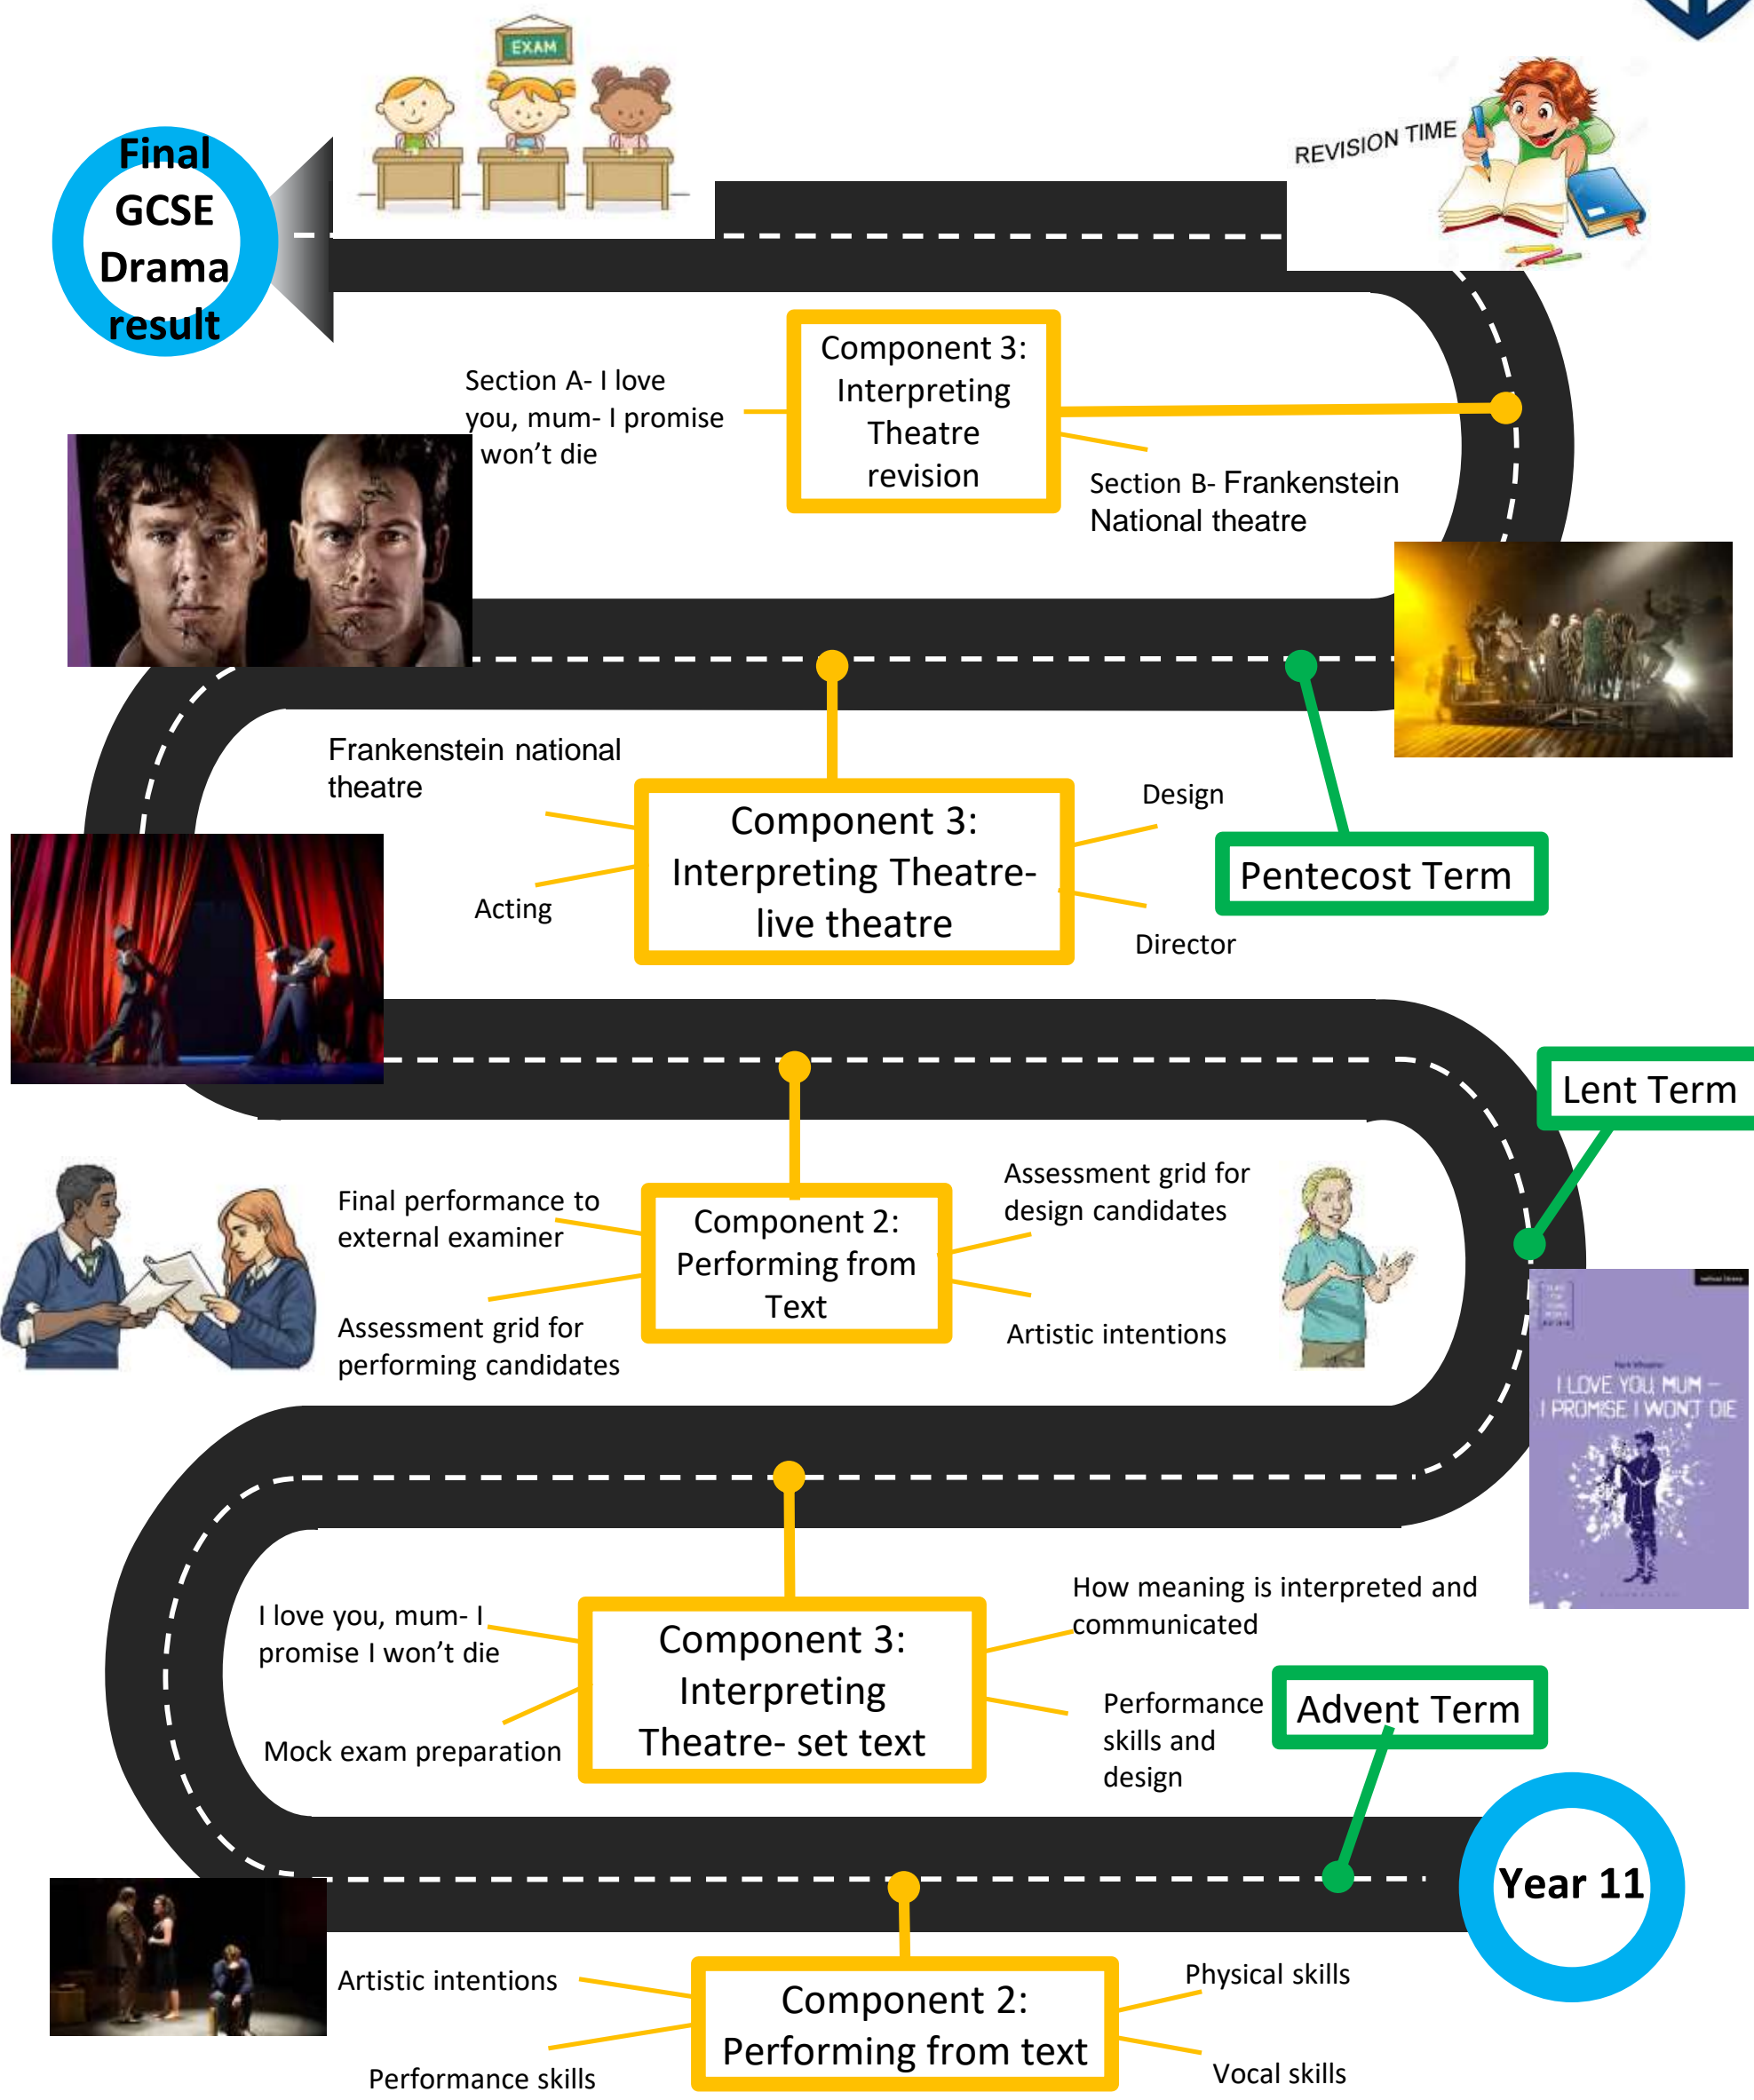 EXAM
REVISION TIME
Final
GCSE
Drama
result
Component 3:
Interpreting
Theatre
revision
Section A- I love
you, mum- I promise
won't die
Section B- Frankenstein
National theatre
Frankenstein national
theatre
Component 3:
Interpreting Theatre-
live theatre
Design
Acting
Director
Pentecost Term
Lent Term
Final performance to
external examiner
Component 2:
Performing from
Text
Assessment grid for
design candidates
Assessment grid for
performing candidates
Artistic intentions
I LOVE YOU, MUM –
I PROMISE I WON'T DIE
I love you, mum- I
promise I won't die
Component 3:
Interpreting
Theatre- set text
How meaning is interpreted and
communicated
Mock exam preparation
Performance
skills and
design
Advent Term
Year 11
Artistic intentions
Component 2:
Performing from text
Physical skills
Performance skills
Vocal skills